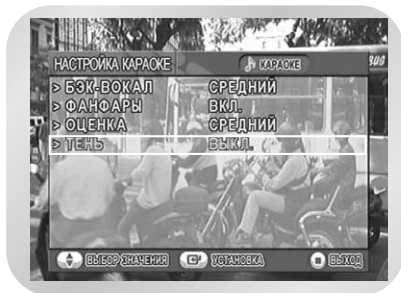 НАСТРОЙКА КАРАОКЕ КАРАОКЕ
> БЭК-ВОКАЛ СРЕДНИЙ
> ФАНФАРЫ ВКЛ.
> ОЦЕНКА СРЕДНИЙ
> ТЕНЬ ВЫКЛ.
ВЫБОР ЗНАЧЕНИЯ УСТАНОВКА ВЫХОД